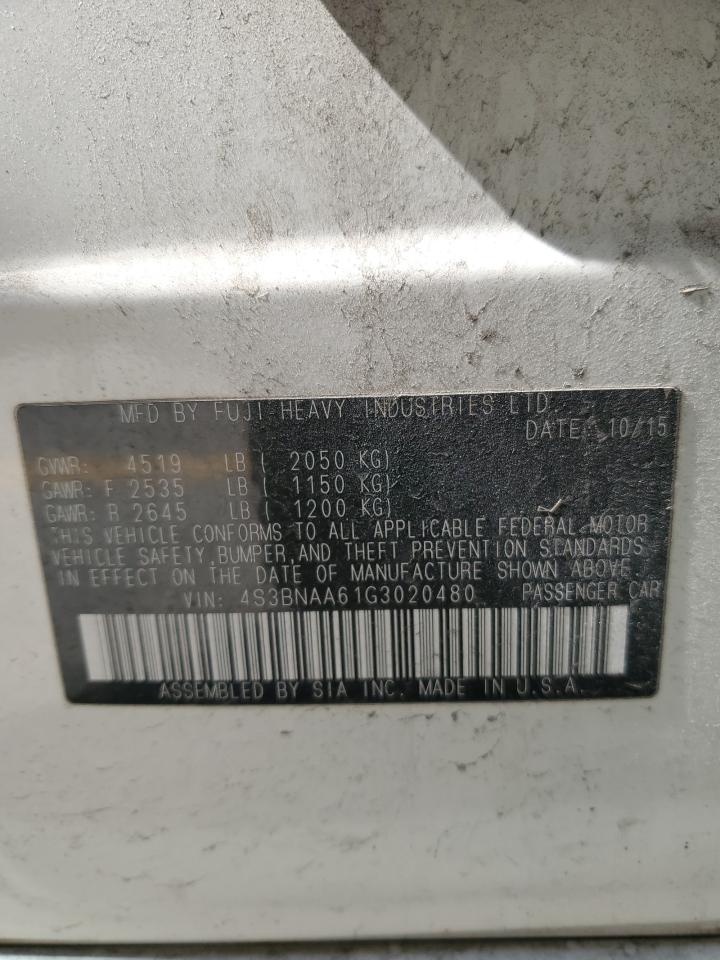 MFD BY FUJI HEAVY INDUSTRIES LTD.
DATE: 10/15
GVWR: 4519 LB ( 2050 KG)
GAWR: F 2535 LB ( 1150 KG)
GAWR: R 2645 LB ( 1200 KG)
THIS VEHICLE CONFORMS TO ALL APPLICABLE FEDERAL MOTOR
VEHICLE SAFETY, BUMPER, AND THEFT PREVENTION STANDARDS
IN EFFECT ON THE DATE OF MANUFACTURE SHOWN ABOVE
VIN: 4S3BNAA61G3020480 PASSENGER CAR
ASSEMBLED BY SIA INC. MADE IN U.S.A.